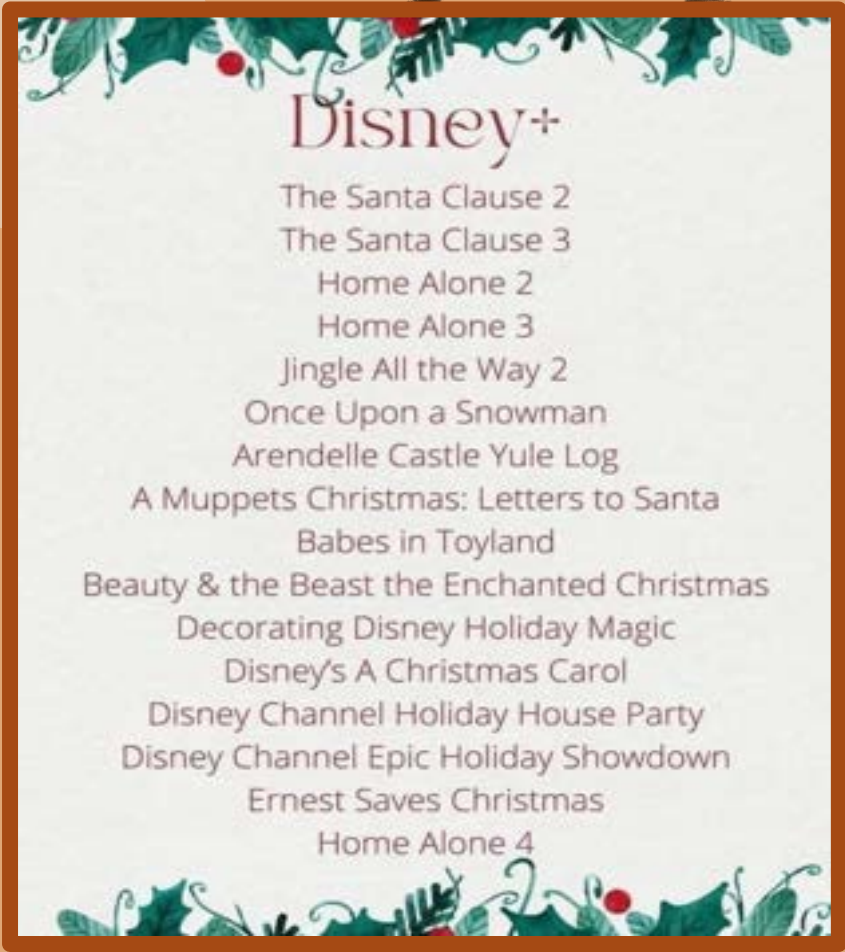 Disney+
The Santa Clause 2
The Santa Clause 3
Home Alone 2
Home Alone 3
Jingle All the Way 2
Once Upon a Snowman
Arendelle Castle Yule Log
A Muppets Christmas: Letters to Santa
Babes in Toyland
Beauty & the Beast the Enchanted Christmas
Decorating Disney Holiday Magic
Disney's A Christmas Carol
Disney Channel Holiday House Party
Disney Channel Epic Holiday Showdown
Ernest Saves Christmas
Home Alone 4